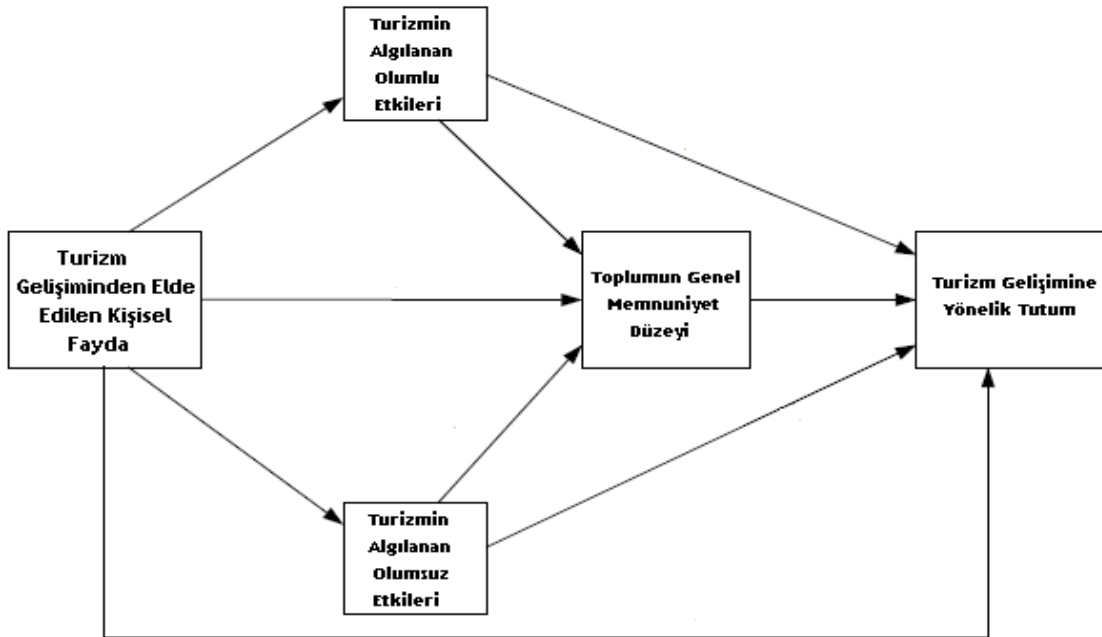 Turizmin
Algılanan
Olumlu
Etkileri
Turizm
Gelişiminden Elde
Edilen Kişisel
Fayda
Toplumun Genel
Memnuniyet
Düzeyi
Turizm Gelişimine
Yönelik Tutum
Turizmin
Algılanan
Olumsuz
Etkileri